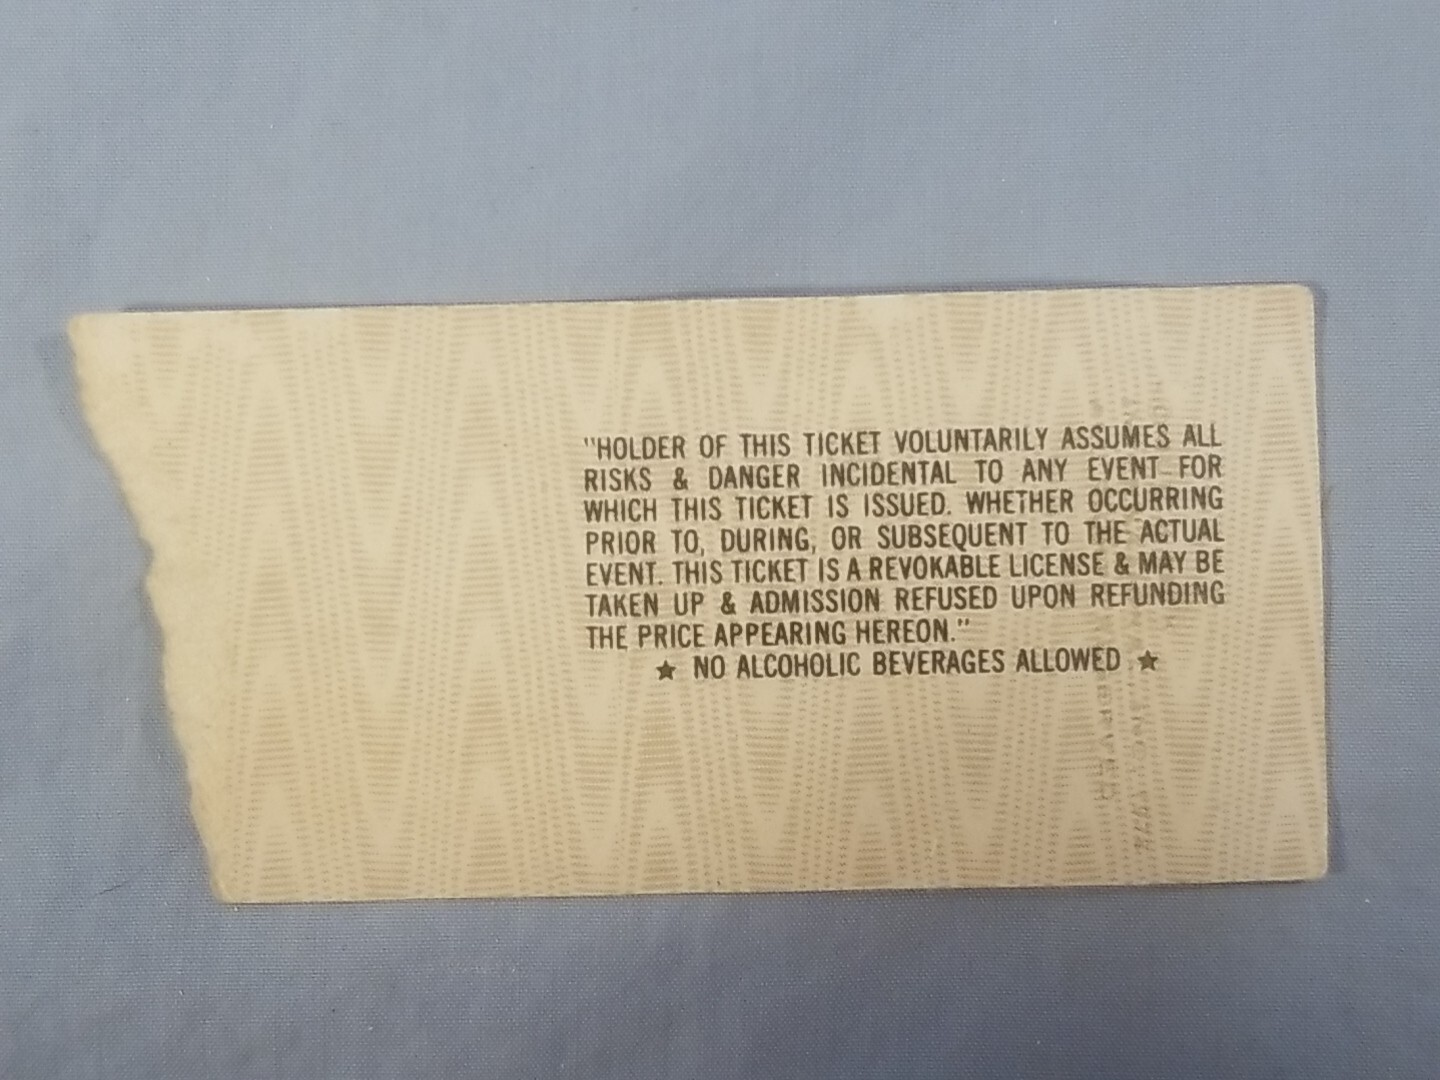 "HOLDER OF THIS TICKET VOLUNTARILY ASSUMES ALL
RISKS & DANGER INCIDENTAL TO ANY EVENT FOR
WHICH THIS TICKET IS ISSUED. WHETHER OCCURRING
PRIOR TO, DURING, OR SUBSEQUENT TO THE ACTUAL
EVENT. THIS TICKET IS A REVOKABLE LICENSE & MAY BE
TAKEN UP & ADMISSION REFUSED UPON REFUNDING
THE PRICE APPEARING HEREON."
★ NO ALCOHOLIC BEVERAGES ALLOWED ★